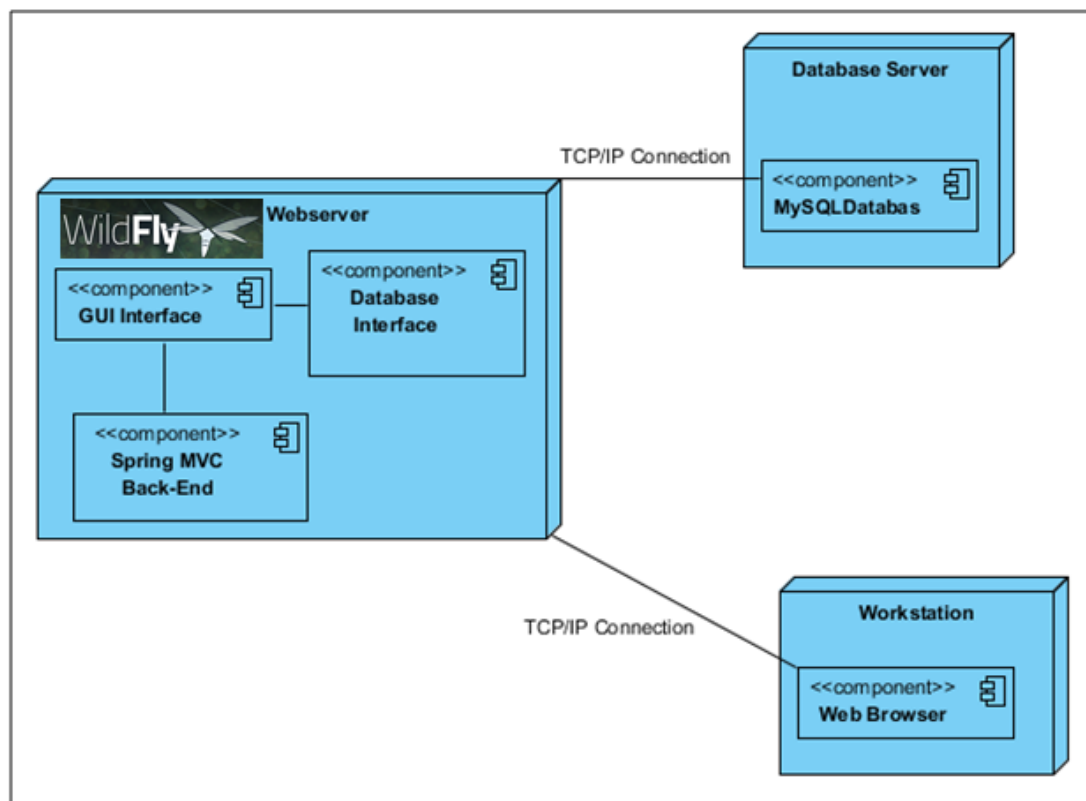 Database Server
TCP/IP Connection
<<component>>
MySQLDatabas
WildFly
Webserver
<<component>>
GUI Interface
<<component>>
Database
Interface
<<component>>
Spring MVC
Back-End
TCP/IP Connection
Workstation
<<component>>
Web Browser